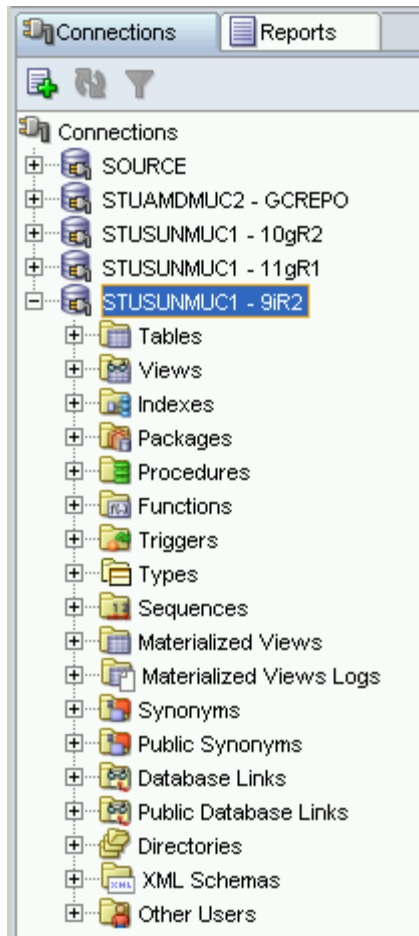 Connections
Reports
Connections
SOURCE
STUAMDMUC2 - GCREPO
STUSUNMUC1 - 10gR2
STUSUNMUC1 - 11gR1
STUSUNMUC1 - 9iR2
Tables
Views
Indexes
Packages
Procedures
Functions
Triggers
Types
Sequences
Materialized Views
Materialized Views Logs
Synonyms
Public Synonyms
Database Links
Public Database Links
Directories
XML Schemas
Other Users